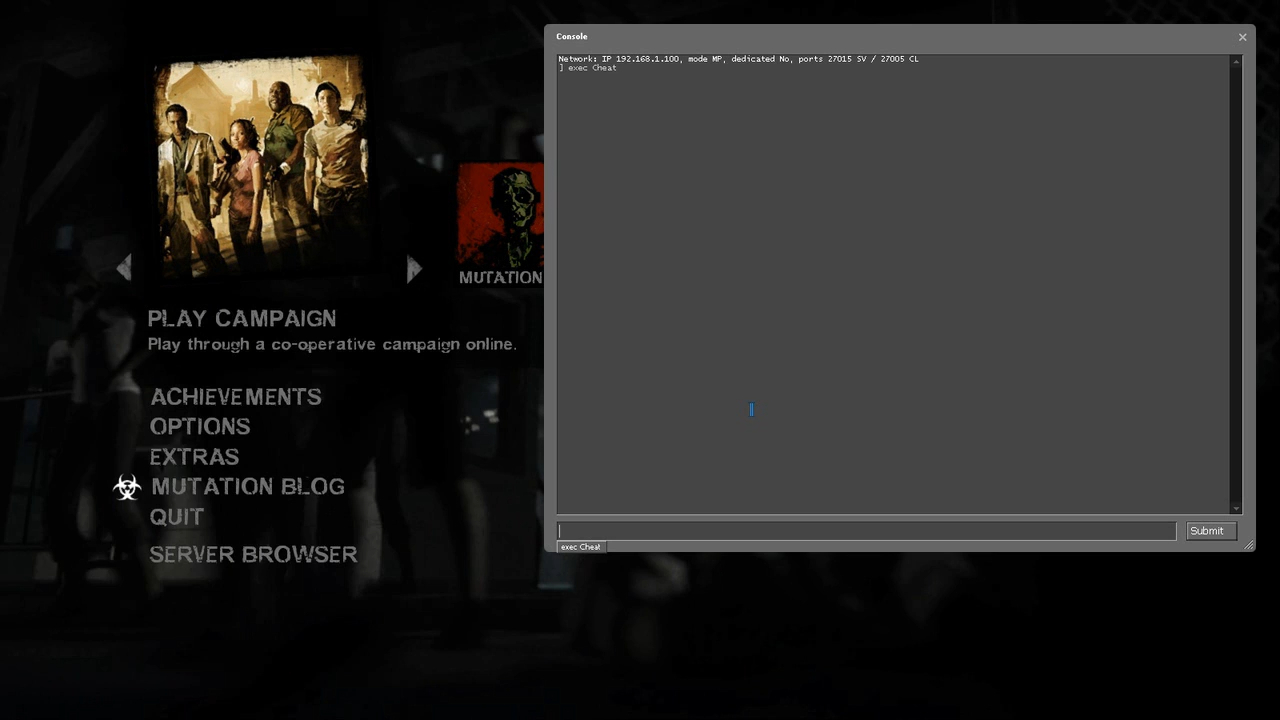 Console
Network: IP 192.168.1.100, mode MP, dedicated No, ports 27015 SV / 27005 CL
] exec Cheat
MUTATION
PLAY CAMPAIGN
Play through a co-operative campaign online.
ACHIEVEMENTS
OPTIONS
EXTRAS
MUTATION BLOG
QUIT
SERVER BROWSER
Submit
exec Cheat